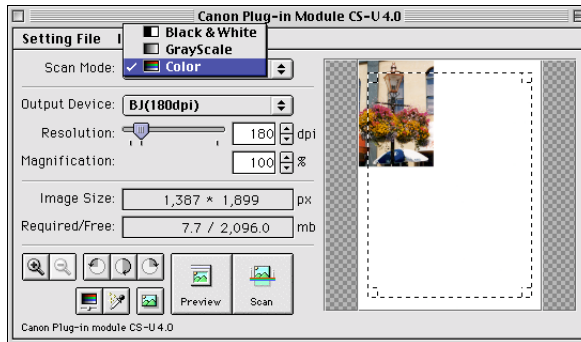 Canon Plug-in Module CS-U 4.0
Setting File
Black & White
GrayScale
Scan Mode: ✓ Color
Output Device: BJ(180dpi)
Resolution: 180 dpi
Magnification: 100 %
Image Size: 1,387 * 1,899 px
Required/Free: 7.7 / 2,096.0 mb
Preview Scan
Canon Plug-in module CS-U 4.0